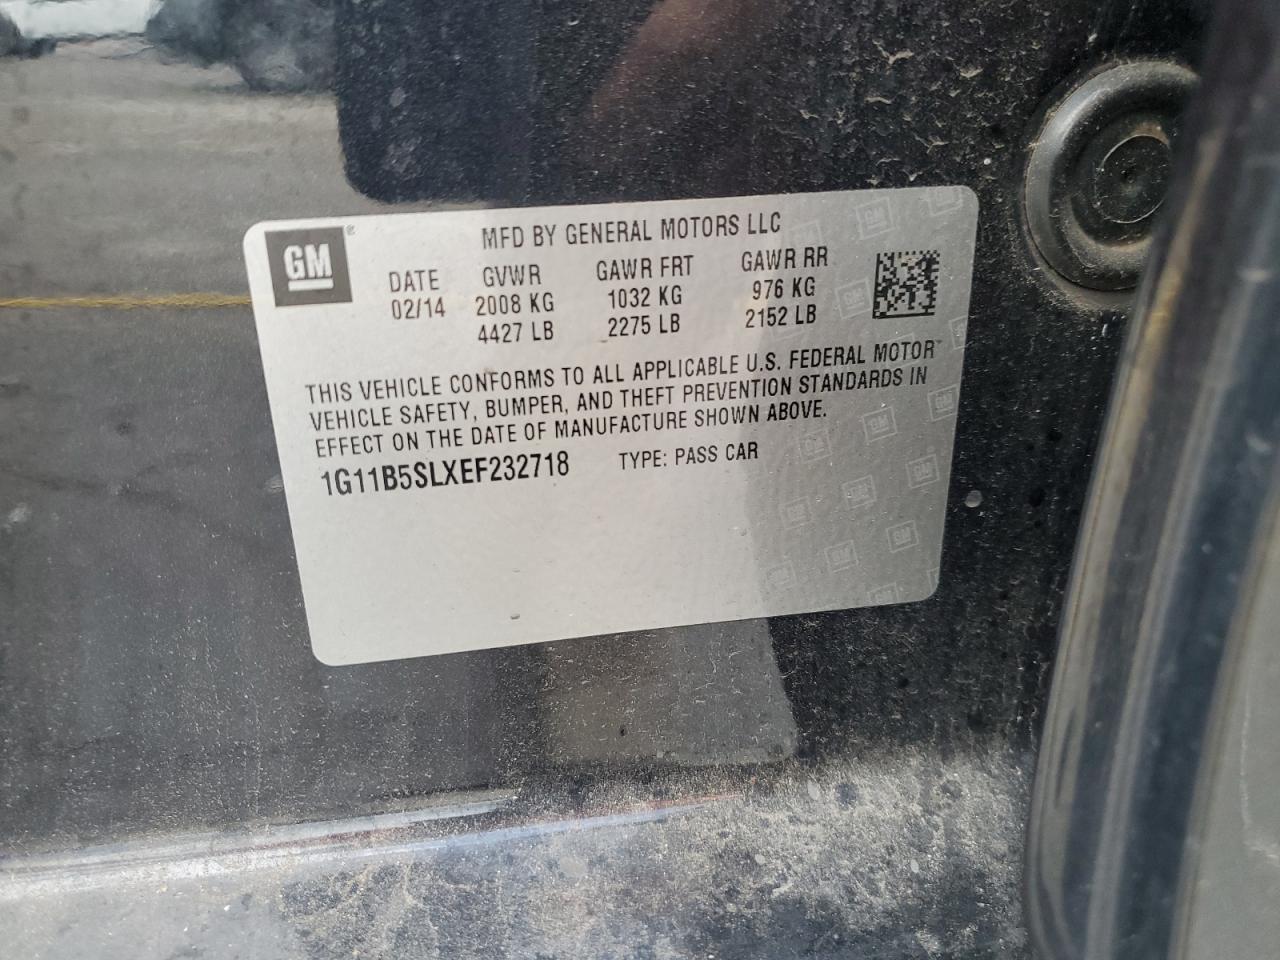 GM®
MFD BY GENERAL MOTORS LLC
DATE GVWR GAWR FRT GAWR RR
02/14 2008 KG 1032 KG 976 KG
4427 LB 2275 LB 2152 LB
THIS VEHICLE CONFORMS TO ALL APPLICABLE U.S. FEDERAL MOTOR
VEHICLE SAFETY, BUMPER, AND THEFT PREVENTION STANDARDS IN
EFFECT ON THE DATE OF MANUFACTURE SHOWN ABOVE.
1G11B5SLXEF232718 TYPE: PASS CAR